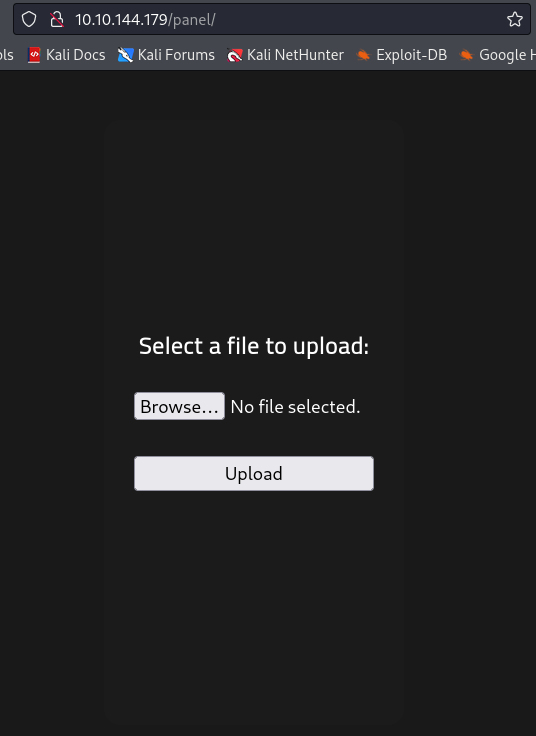 10.10.144.179/panel/
ols Kali Docs Kali Forums Kali NetHunter Exploit-DB Google H
Select a file to upload:
Browse... No file selected.
Upload